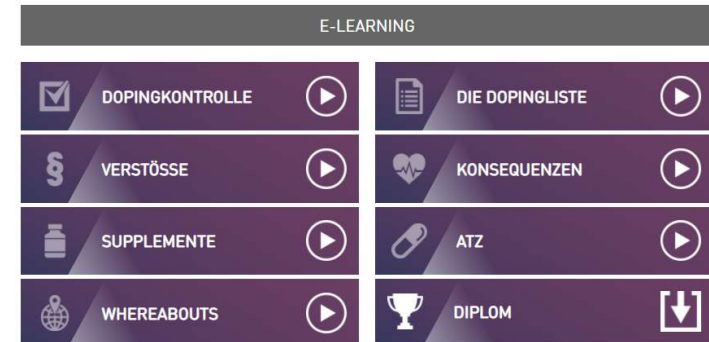 E-LEARNING
DOPINGKONTROLLE
DIE DOPINGLISTE
VERSTÖSSE
KONSEQUENZEN
SUPPLEMENTE
ATZ
WHEREABOUTS
DIPLOM